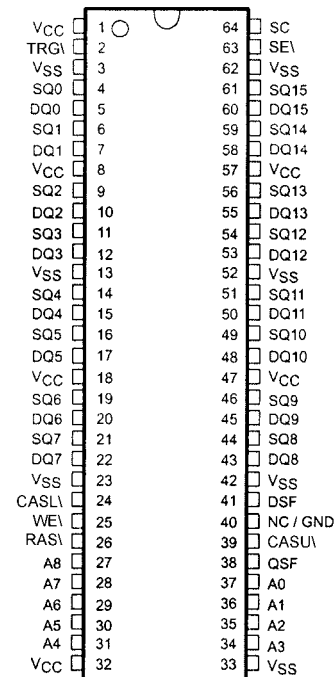 VCC 1 64 SC
TRG\ 2 63 SE\
VSS 3 62 VSS
SQ0 4 61 SQ15
DQ0 5 60 DQ15
SQ1 6 59 SQ14
DQ1 7 58 DQ14
VCC 8 57 VCC
SQ2 9 56 SQ13
DQ2 10 55 DQ13
SQ3 11 54 SQ12
DQ3 12 53 DQ12
VSS 13 52 VSS
SQ4 14 51 SQ11
DQ4 15 50 DQ11
SQ5 16 49 SQ10
DQ5 17 48 DQ10
VCC 18 47 VCC
SQ6 19 46 SQ9
DQ6 20 45 DQ9
SQ7 21 44 SQ8
DQ7 22 43 DQ8
VSS 23 42 VSS
CASL\ 24 41 DSF
WE\ 25 40 NC / GND
RAS\ 26 39 CASU\
A8 27 38 QSF
A7 28 37 A0
A6 29 36 A1
A5 30 35 A2
A4 31 34 A3
VCC 32 33 VSS